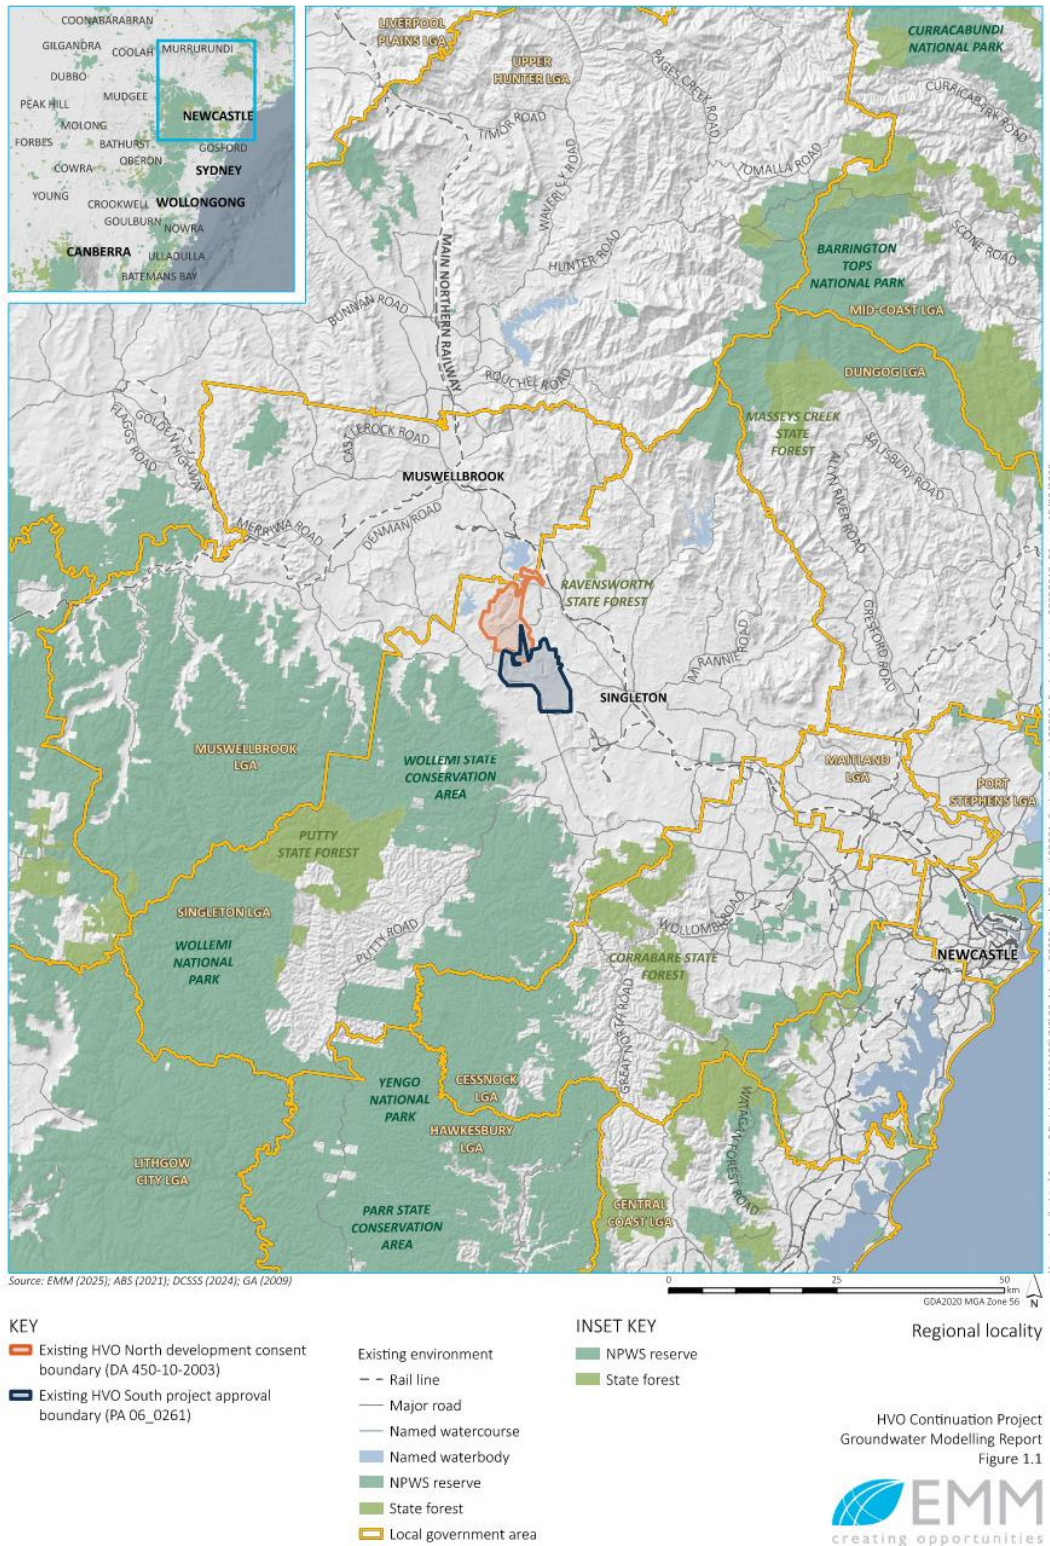 COONABARABRAN
GILGANDRA
COOLAH
MURRURUNDI
DUBBO
PEAK HILL
MUDGEE
NEWCASTLE
MOLONG
FORBES
BATHURST
GOSFORD
OBERON
COWRA
SYDNEY
YOUNG
CROOKWELL
WOLLONGONG
GOULBURN
NOWRA
CANBERRA
ULLADULLA
BATEMANS BAY
LIVERPOOL
PLAINS LGA
UPPER
HUNTER LGA
CURRACABUNDI
NATIONAL PARK
PAGES CREEK ROAD
CURRICABARK ROAD
TIMOR ROAD
TOMALLA ROAD
WAVERLEY ROAD
SCONE ROAD
HUNTER ROAD
MAIN NORTHERN RAILWAY
BARRINGTON
TOPS
NATIONAL PARK
MID-COAST LGA
BUNNAN ROAD
ROUCHEL ROAD
DUNGOG LGA
MASSEYS CREEK
STATE
FOREST
GOLDEN HIGHWAY
FLAGGS ROAD
CASTLEROCK ROAD
SALISBURY ROAD
ALLYN RIVER ROAD
MUSWELLBROOK
DENMAN ROAD
MERRIWA ROAD
RAVENSWORTH
STATE FOREST
GRESFORD ROAD
MIRANNIE ROAD
SINGLETON
MUSWELLBROOK
LGA
WOLLEMI STATE
CONSERVATION
AREA
MAITLAND
LGA
PORT
STEPHENS LGA
PUTTY
STATE FOREST
SINGLETON LGA
WOLLEMI
NATIONAL
PARK
PUTTY ROAD
WOLLOMBI ROAD
CORRABARE STATE
FOREST
NEWCASTLE
GREAT NORTH ROAD
YENGO
NATIONAL
PARK
CESSNOCK
LGA
HAWKESBURY
LGA
WATAGAN FOREST ROAD
LITHGOW
CITY LGA
PARR STATE
CONSERVATION
AREA
CENTRAL
COAST LGA
Source: EMM (2025); ABS (2021); DCSSS (2024); GA (2009)
0 25 50
km
GDA2020 MGA Zone 56 N
KEY
Existing HVO North development consent
boundary (DA 450-10-2003)
Existing HVO South project approval
boundary (PA 06_0261)
Existing environment
Rail line
Major road
Named watercourse
Named waterbody
NPWS reserve
State forest
Local government area
INSET KEY
NPWS reserve
State forest
Regional locality
HVO Continuation Project
Groundwater Modelling Report
Figure 1.1
EMM
creating opportunities